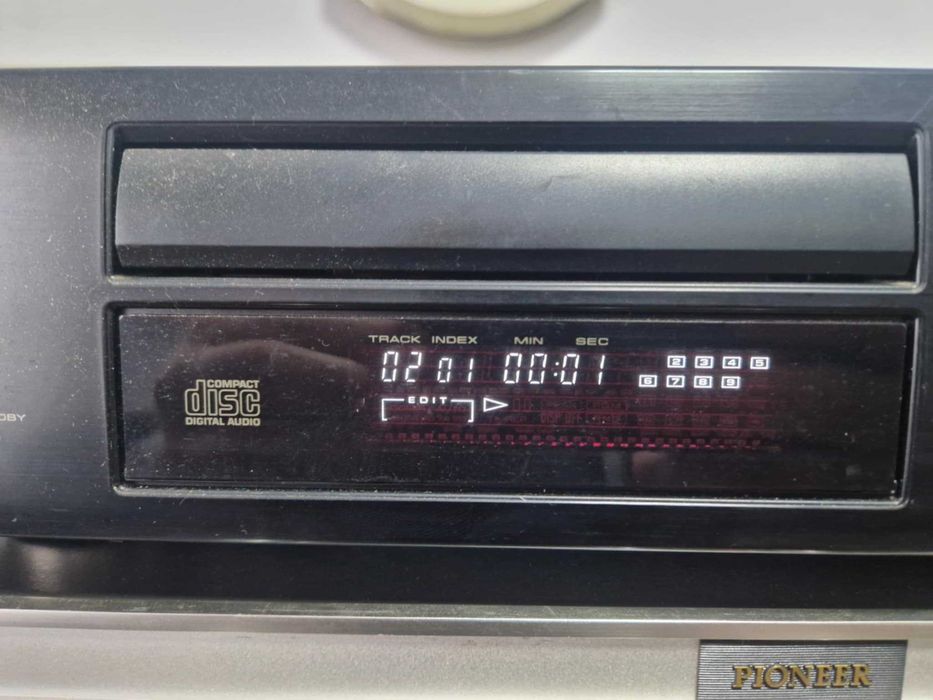 TRACK INDEX MIN SEC
02 01 00:01
2 3 4 5
6 7 8 9
EDIT
COMPACT
disc
DIGITAL AUDIO
DBY
PIONEER